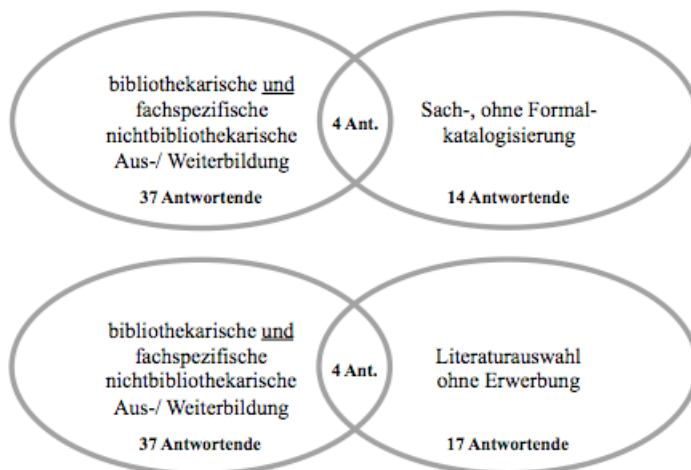 bibliothekarische und
fachspezifische
nichtbibliothekarische
Aus-/ Weiterbildung
37 Antwortende
4 Ant.
Sach-, ohne Formal-
katalogisierung
14 Antwortende
bibliothekarische und
fachspezifische
nichtbibliothekarische
Aus-/ Weiterbildung
37 Antwortende
4 Ant.
Literaturauswahl
ohne Erwerbung
17 Antwortende